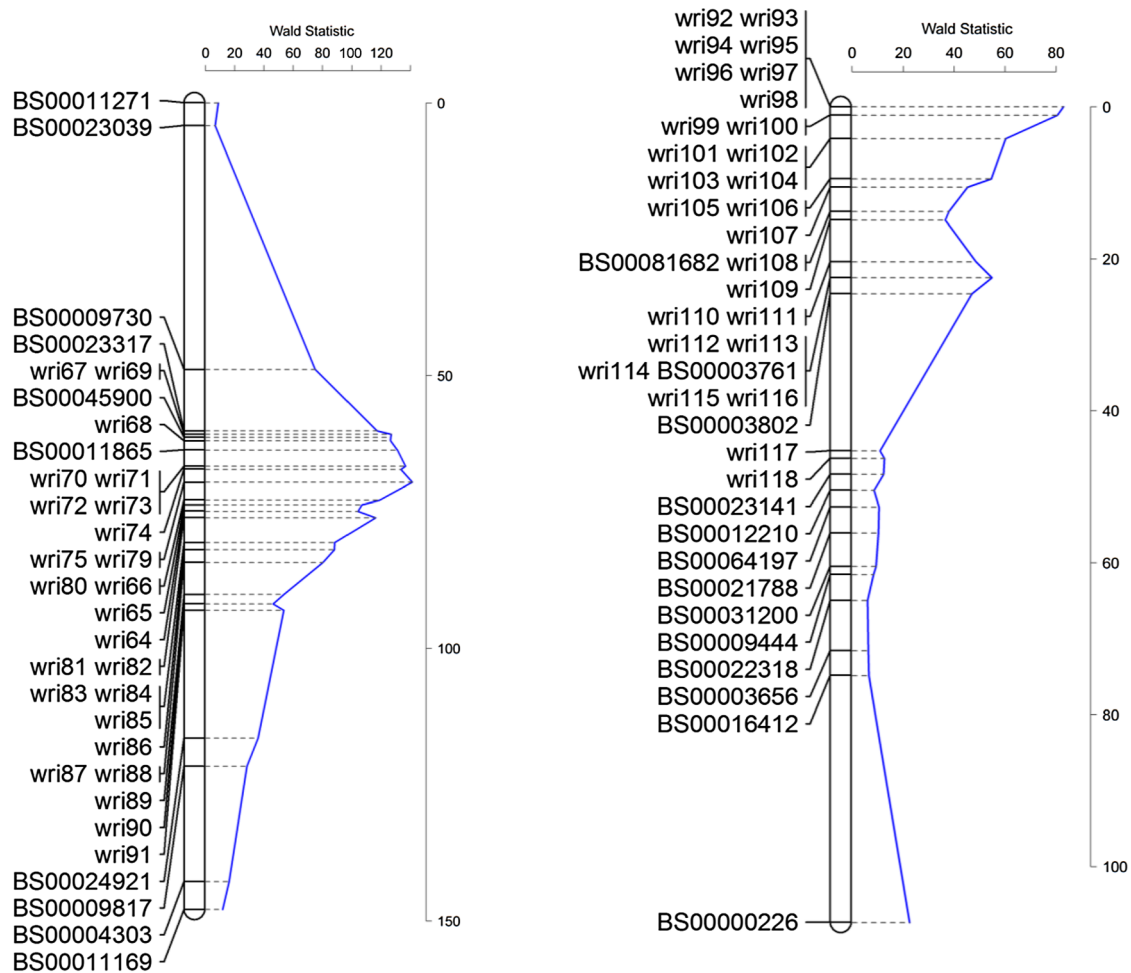 Wald Statistic
0 20 40 60 80 100 120
BS00011271
BS00023039
BS00009730
BS00023317
wri67 wri69
BS00045900
wri68
BS00011865
wri70 wri71
wri72 wri73
wri74
wri75 wri79
wri80 wri66
wri65
wri64
wri81 wri82
wri83 wri84
wri85
wri86
wri87 wri88
wri89
wri90
wri91
BS00024921
BS00009817
BS00004303
BS00011169
0
50
100
150
wri92 wri93
wri94 wri95
wri96 wri97
wri98
wri99 wri100
wri101 wri102
wri103 wri104
wri105 wri106
wri107
BS00081682 wri108
wri109
wri110 wri111
wri112 wri113
wri114 BS00003761
wri115 wri116
BS00003802
wri117
wri118
BS00023141
BS00012210
BS00064197
BS00021788
BS00031200
BS00009444
BS00022318
BS00003656
BS00016412
BS00000226
Wald Statistic
0 20 40 60 80
0
20
40
60
80
100